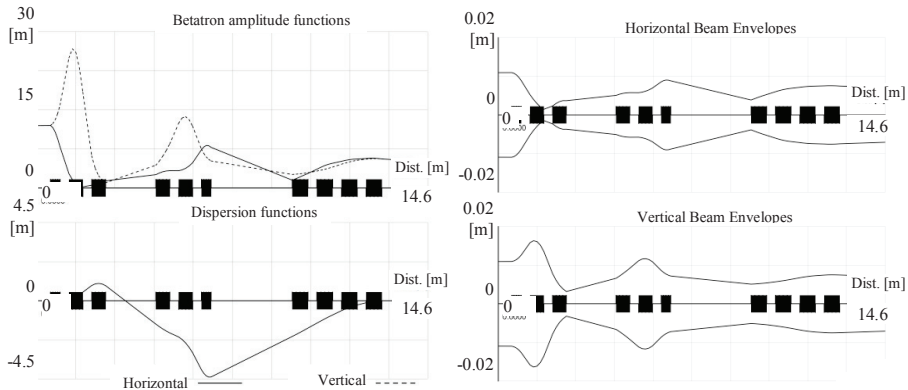 Betatron amplitude functions
30
[m]
15
0
0
Dist. [m]
14.6
Dispersion functions
4.5
[m]
0
0
Dist. [m]
14.6
-4.5
Horizontal
Vertical
Horizontal Beam Envelopes
0.02
[m]
0
0
Dist. [m]
14.6
-0.02
Vertical Beam Envelopes
0.02
[m]
0
0
Dist. [m]
14.6
-0.02